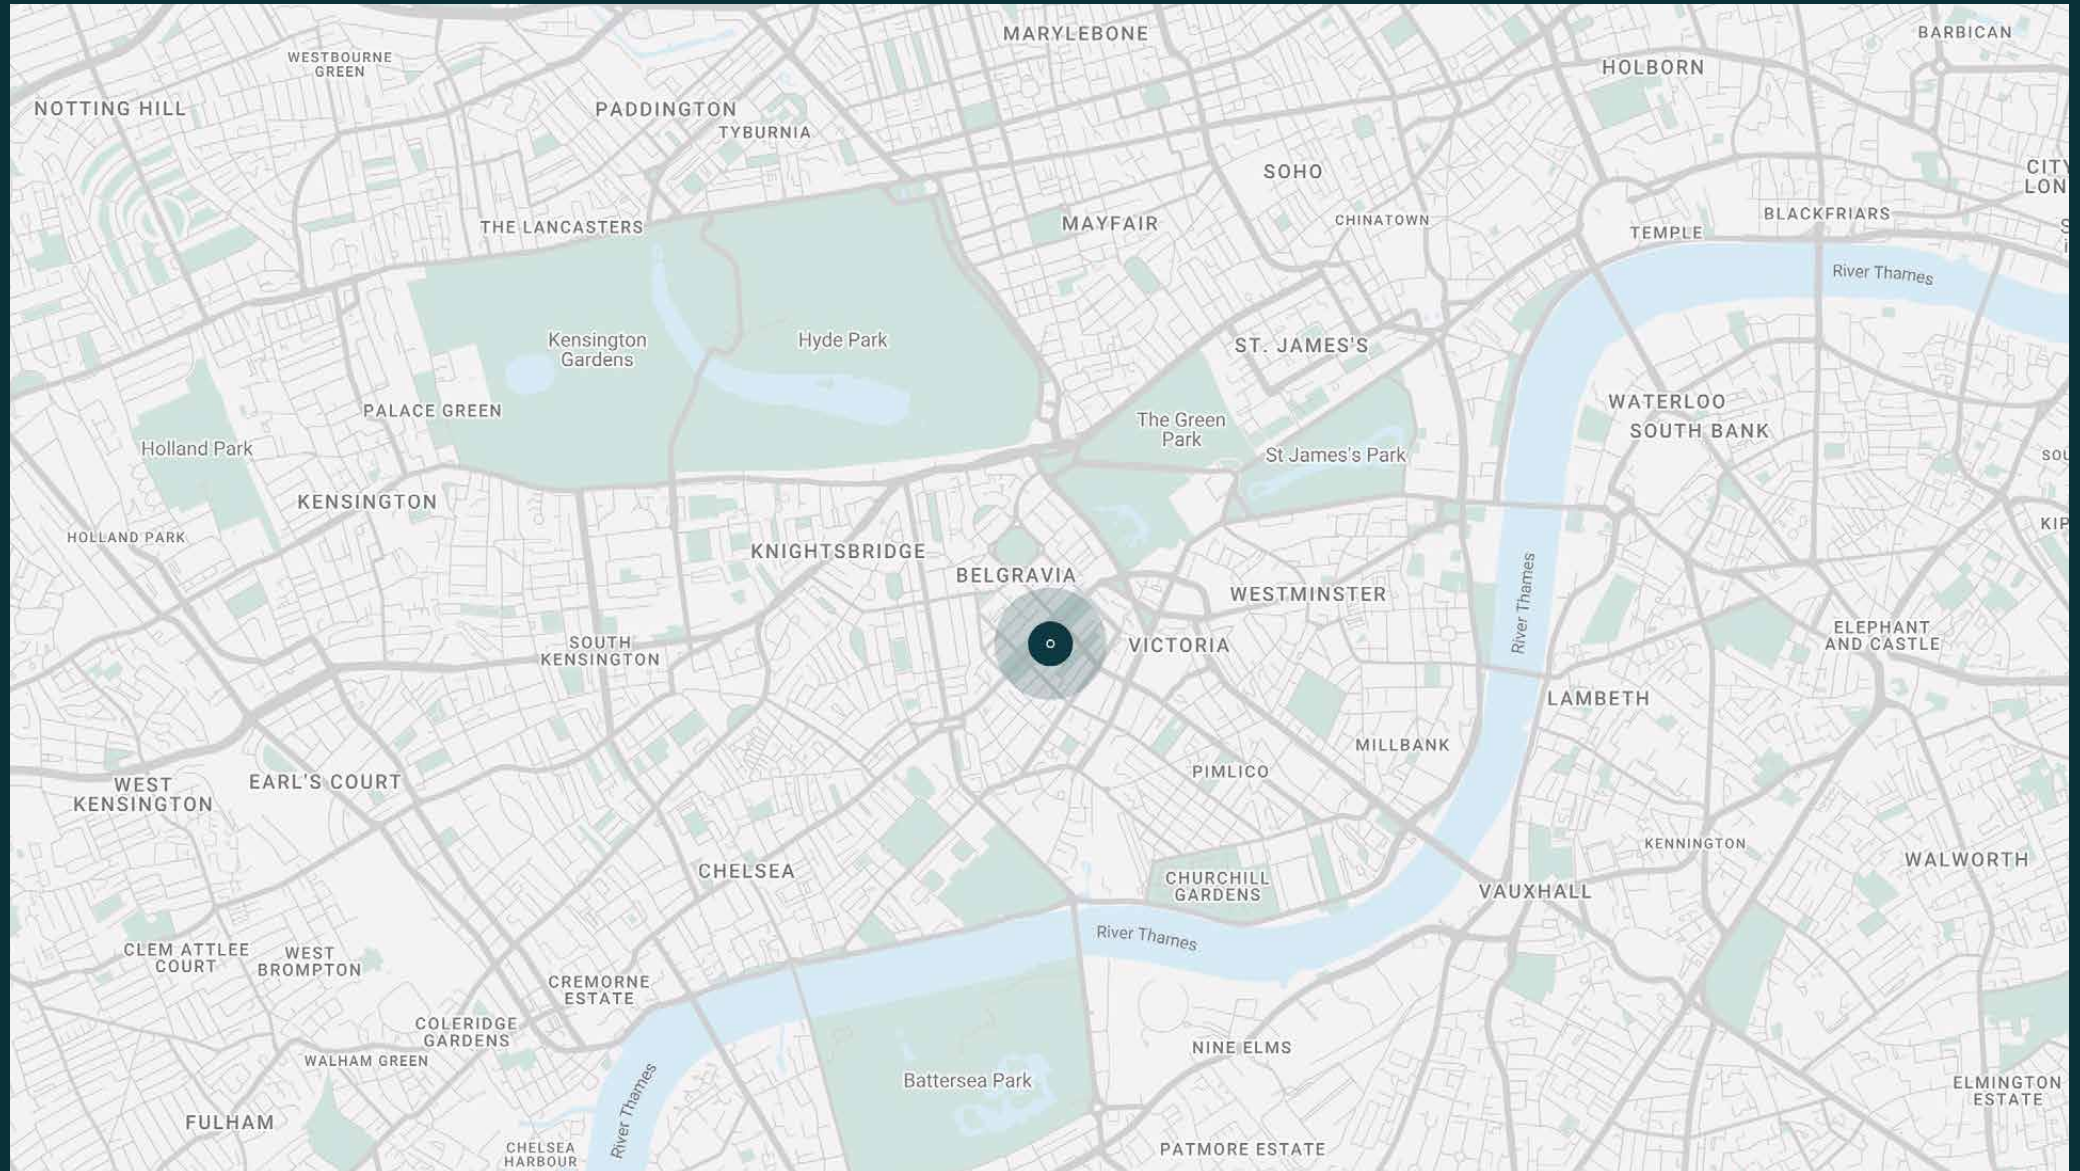 MARYLEBONE
BARBICAN
WESTBOURNE
GREEN
HOLBORN
NOTTING HILL
PADDINGTON
TYBURNIA
SOHO
CITY
LON
THE LANCASTERS
MAYFAIR
CHINATOWN
BLACKFRIARS
TEMPLE
River Thames
Kensington
Gardens
Hyde Park
ST. JAMES'S
PALACE GREEN
The Green
Park
WATERLOO
SOUTH BANK
Holland Park
St James's Park
SOU
KENSINGTON
HOLLAND PARK
KIP
KNIGHTSBRIDGE
BELGRAVIA
WESTMINSTER
River Thames
SOUTH
KENSINGTON
VICTORIA
ELEPHANT
AND CASTLE
LAMBETH
MILLBANK
PIMLICO
WEST
KENSINGTON
EARL'S COURT
KENNINGTON
CHELSEA
WALWORTH
CHURCHILL
GARDENS
VAUXHALL
River Thames
CLEM ATTLEE
COURT
WEST
BROMPTON
CREMORNE
ESTATE
COLERIDGE
GARDENS
WALHAM GREEN
NINE ELMS
Battersea Park
River Thames
ELMINGTON
ESTATE
FULHAM
CHELSEA
HARBOUR
PATMORE ESTATE